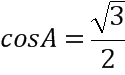 cosA = √3/2